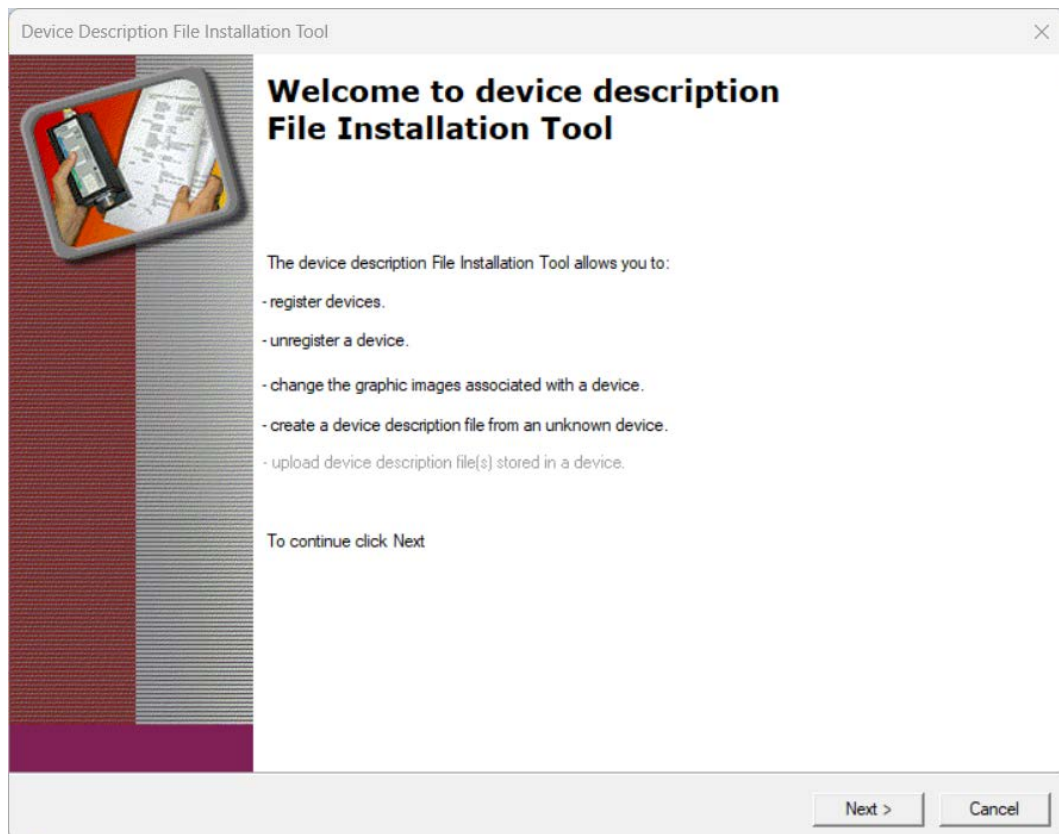 Device Description File Installation Tool
Welcome to device description
File Installation Tool
The device description File Installation Tool allows you to:
- register devices.
- unregister a device.
- change the graphic images associated with a device.
- create a device description file from an unknown device.
- upload device description file(s) stored in a device.
To continue click Next
Next >
Cancel